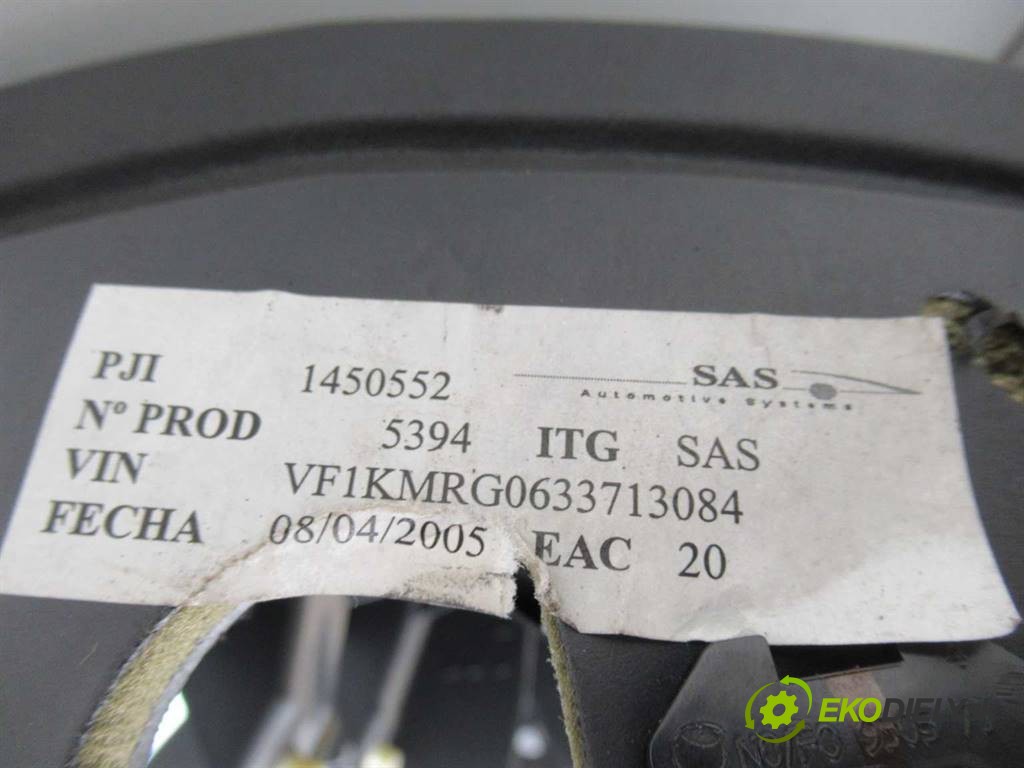 PJI 1450552 SAS
Automotive Systems
Nº PROD 5394 ITG SAS
VIN VF1KMRG0633713084
FECHA 08/04/2005 EAC 20
EKODIELY